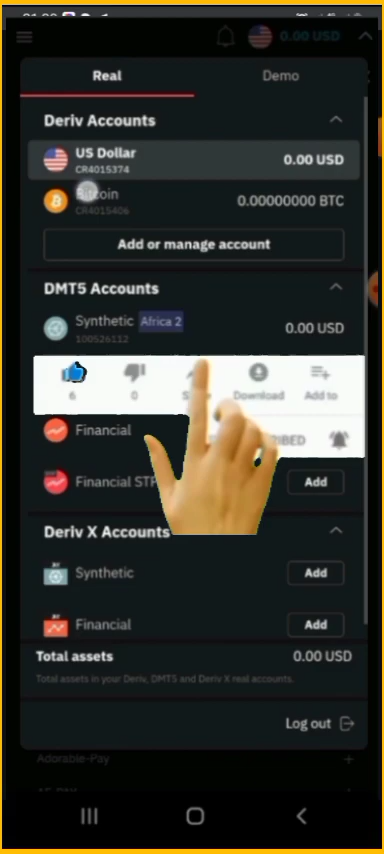 0.00 USD
Real
Demo
Deriv Accounts
US Dollar
0.00 USD
CR4015374
Bitcoin
0.00000000 BTC
CR4015406
Add or manage account
DMT5 Accounts
Synthetic Africa 2
0.00 USD
100526112
6
0
Download
Add to
Financial
Financial STP
Add
Deriv X Accounts
Synthetic
Add
Financial
Add
Total assets
0.00 USD
Total assets in your Deriv, DMT5 and Deriv X real accounts.
Log out
Adorable-Pay